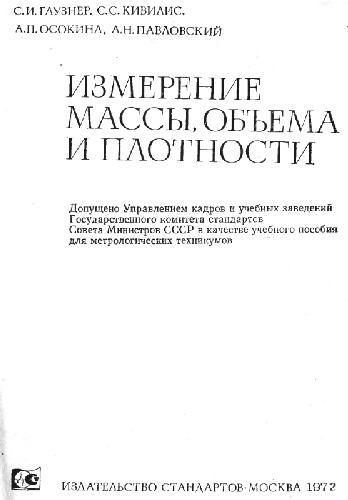 С.И.ГАУЗНЕР, С.С.КИВИЛИС,
А.П.ОСОКИНА, А.Н.ПАВЛОВСКИЙ
ИЗМЕРЕНИЕ
МАССЫ, ОБЪЕМА
И ПЛОТНОСТИ
Допущено Управлением кадров и учебных заведений
Государственного комитета стандартов
Совета Министров СССР в качестве учебного пособия
для метрологических техникумов
ИЗДАТЕЛЬСТВО СТАНДАРТОВ·МОСКВА 1972